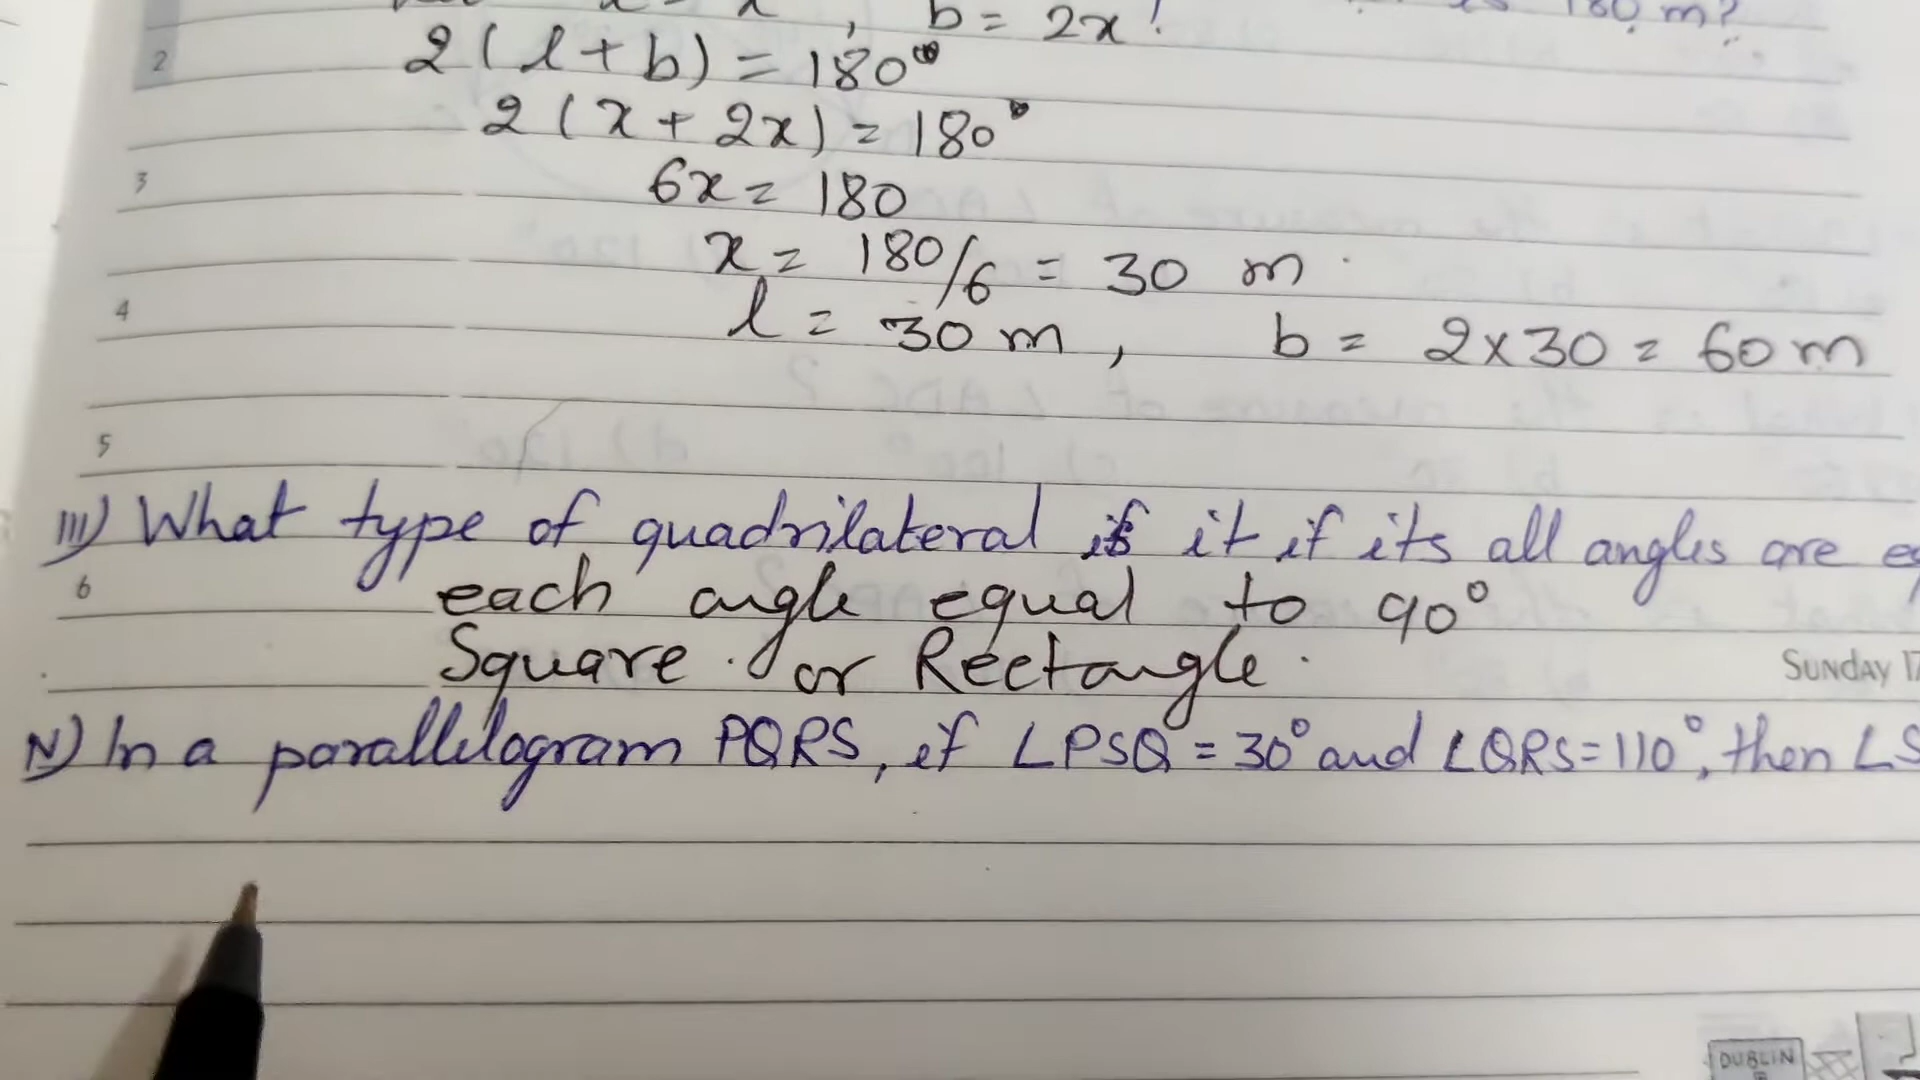 b = 2x!
180 m?
2
2 ( l + b ) = 180
2 ( x + 2x ) = 180°
3
6x = 180
x = 180/6 = 30 m.
4
l = 30 m, b = 2x30 = 60 m
5
III) What type of quadrilateral is it if its all angles are
6
each angle equal to 90°
Square. or Rectangle.
SUNDAY 17
IV) In a parallelogram PQRS, if ∠PSQ = 30° and ∠QRS = 110°, then ∠S
DUBLIN